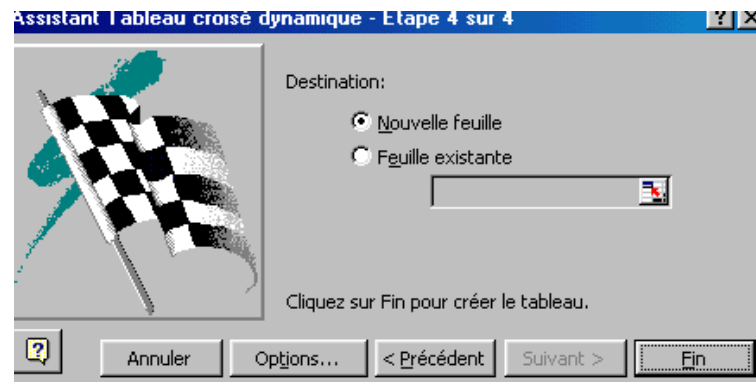 Assistant Tableau croisé dynamique - Etape 4 sur 4
Destination:
Nouvelle feuille
Feuille existante
Cliquez sur Fin pour créer le tableau.
Annuler
Options...
< Précédent
Suivant >
Fin